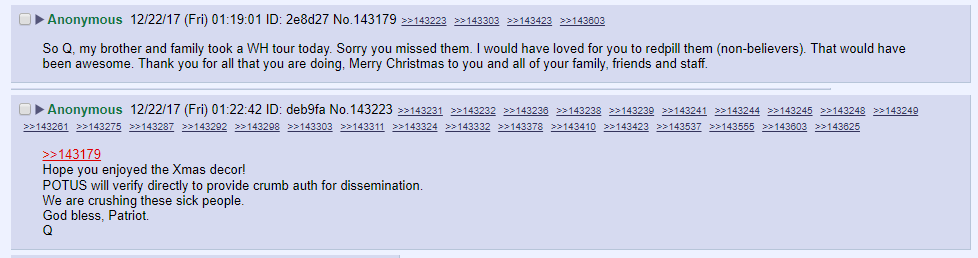 Anonymous 12/22/17 (Fri) 01:19:01 ID: 2e8d27 No.143179 >>143223 >>143303 >>143423 >>143603
So Q, my brother and family took a WH tour today. Sorry you missed them. I would have loved for you to redpill them (non-believers). That would have
been awesome. Thank you for all that you are doing, Merry Christmas to you and all of your family, friends and staff.
Anonymous 12/22/17 (Fri) 01:22:42 ID: deb9fa No.143223 >>143231 >>143232 >>143236 >>143238 >>143239 >>143241 >>143244 >>143245 >>143248 >>143249
>>143261 >>143275 >>143287 >>143292 >>143298 >>143303 >>143311 >>143324 >>143332 >>143378 >>143410 >>143423 >>143537 >>143555 >>143603 >>143625
>>143179
Hope you enjoyed the Xmas decor!
POTUS will verify directly to provide crumb auth for dissemination.
We are crushing these sick people.
God bless, Patriot.
Q